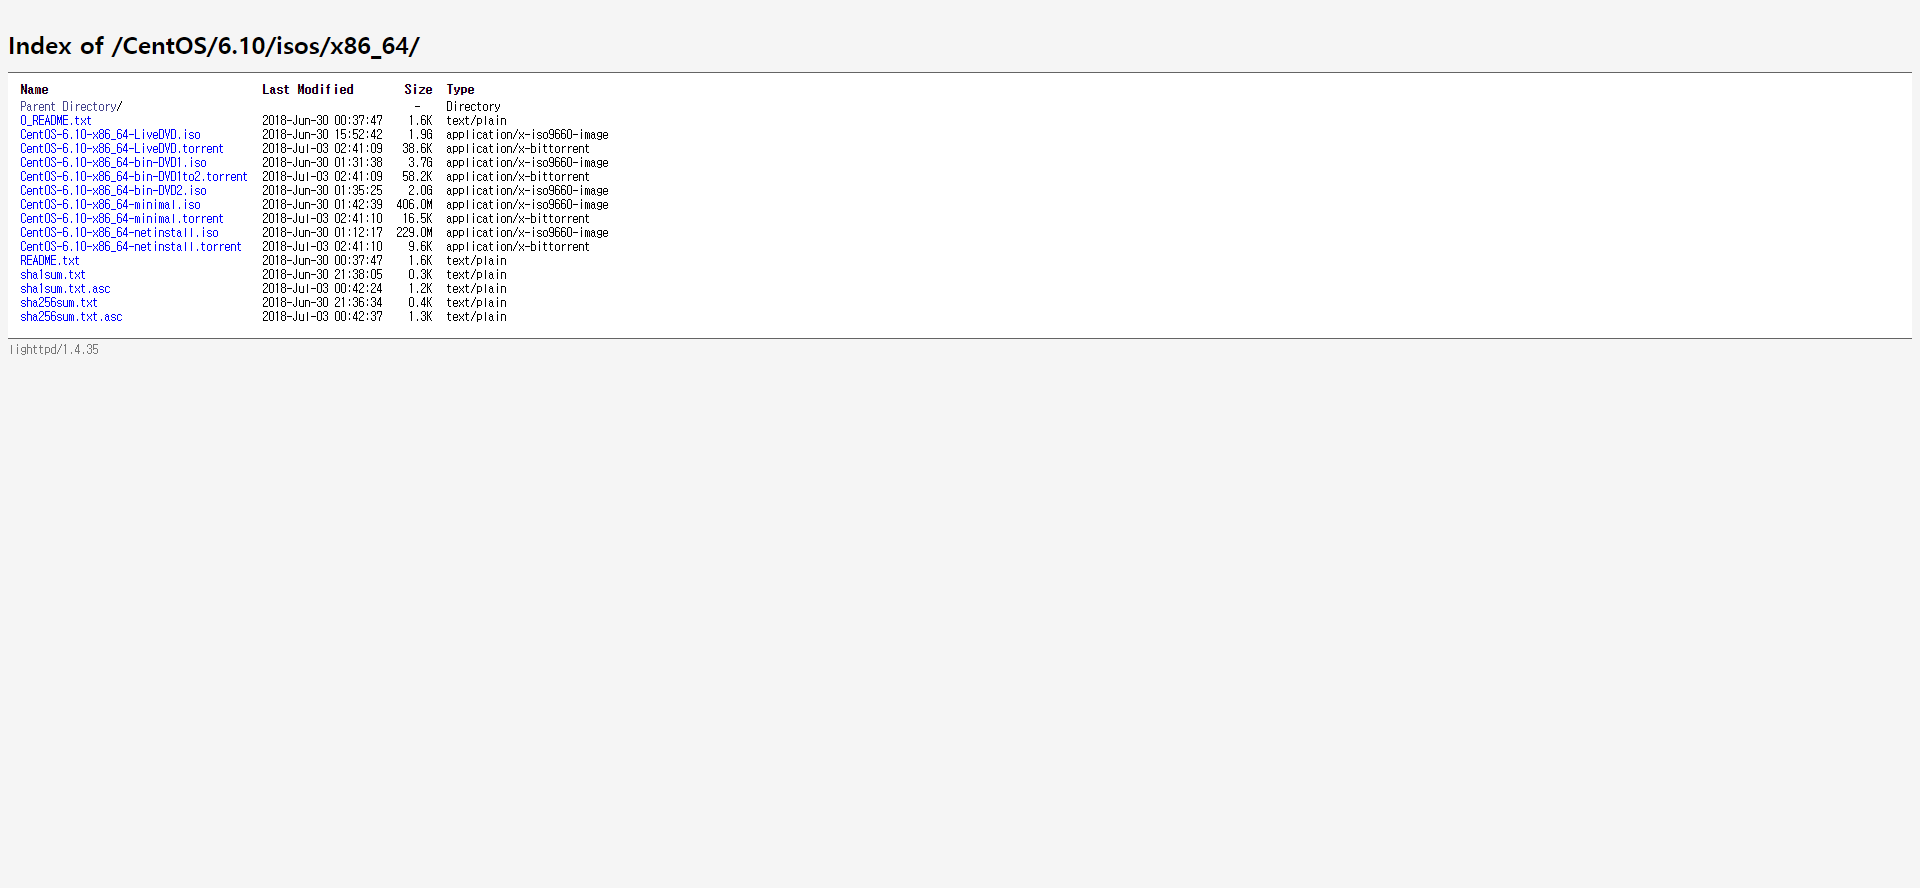 Index of /CentOS/6.10/isos/x86_64/
Name Last Modified Size Type
Parent Directory/ - Directory
0_README.txt 2018-Jun-30 00:37:47 1.6K text/plain
CentOS-6.10-x86_64-LiveDVD.iso 2018-Jun-30 15:52:42 1.9G application/x-iso9660-image
CentOS-6.10-x86_64-LiveDVD.torrent 2018-Jul-03 02:41:09 38.6K application/x-bittorrent
CentOS-6.10-x86_64-bin-DVD1.iso 2018-Jun-30 01:31:38 3.7G application/x-iso9660-image
CentOS-6.10-x86_64-bin-DVD1to2.torrent 2018-Jul-03 02:41:09 58.2K application/x-bittorrent
CentOS-6.10-x86_64-bin-DVD2.iso 2018-Jun-30 01:35:25 2.0G application/x-iso9660-image
CentOS-6.10-x86_64-minimal.iso 2018-Jun-30 01:42:39 406.0M application/x-iso9660-image
CentOS-6.10-x86_64-minimal.torrent 2018-Jul-03 02:41:10 16.5K application/x-bittorrent
CentOS-6.10-x86_64-netinstall.iso 2018-Jun-30 01:12:17 229.0M application/x-iso9660-image
CentOS-6.10-x86_64-netinstall.torrent 2018-Jul-03 02:41:10 9.6K application/x-bittorrent
README.txt 2018-Jun-30 00:37:47 1.6K text/plain
sha1sum.txt 2018-Jun-30 21:38:05 0.3K text/plain
sha1sum.txt.asc 2018-Jul-03 00:42:24 1.2K text/plain
sha256sum.txt 2018-Jun-30 21:36:34 0.4K text/plain
sha256sum.txt.asc 2018-Jul-03 00:42:37 1.3K text/plain
lighttpd/1.4.35